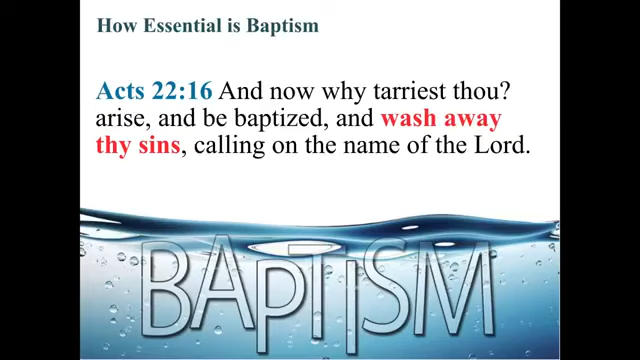 How Essential is Baptism
Acts 22:16 And now why tarriest thou?
arise, and be baptized, and wash away
thy sins, calling on the name of the Lord.
BAPTISM